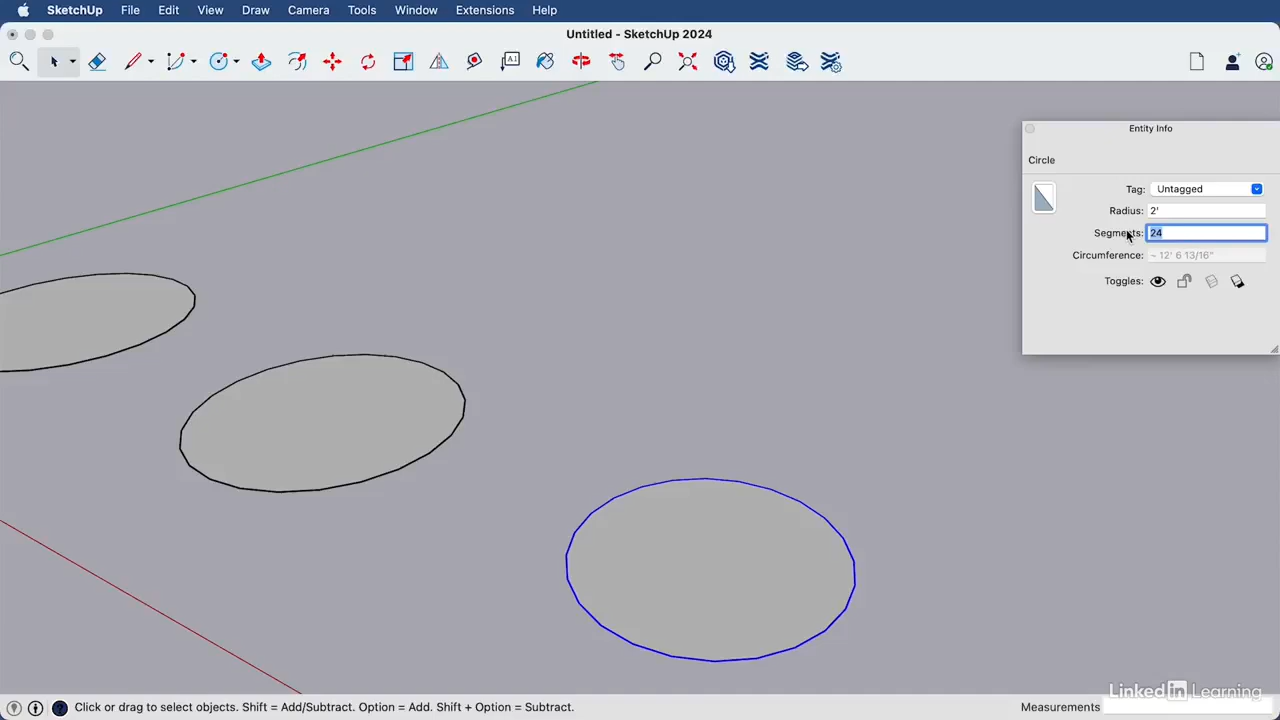 SketchUp File Edit View Draw Camera Tools Window Extensions Help
Untitled - SketchUp 2024
A1
Entity Info
Circle
Tag: Untagged
Radius: 2'
Segments: 24
Circumference: ~ 12' 6 13/16"
Toggles:
LinkedIn Learning
Click or drag to select objects. Shift = Add/Subtract. Option = Add. Shift + Option = Subtract.
Measurements